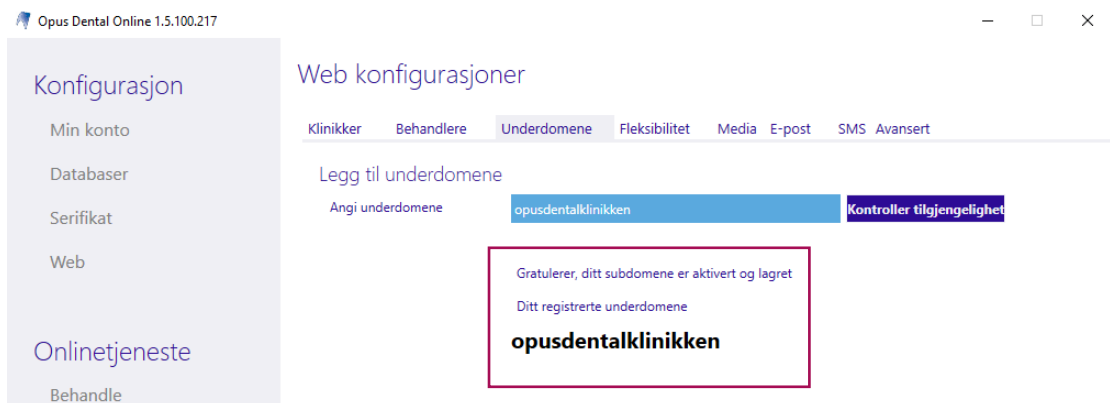 Opus Dental Online 1.5.100.217
Konfigurasjon
Min konto
Databaser
Serifikat
Web
Onlinetjeneste
Behandle
Web konfigurasjoner
Klinikker Behandlere Underdomene Fleksibilitet Media E-post SMS Avansert
Legg til underdomene
Angi underdomene opusdentalklinikken Kontroller tilgjengelighet
Gratulerer, ditt subdomene er aktivert og lagret
Ditt registrerte underdomene
opusdentalklinikken